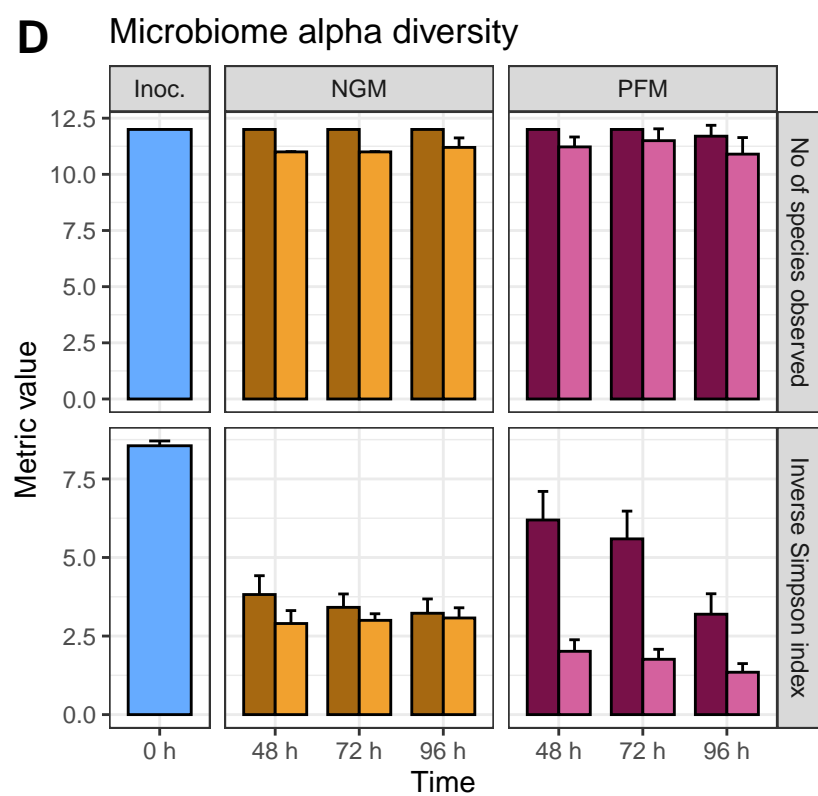 D Microbiome alpha diversity
Inoc. NGM PFM
Metric value
12.5
10.0
7.5
5.0
2.5
0.0
No of species observed
7.5
5.0
2.5
0.0
Inverse Simpson index
0 h 48 h 72 h 96 h 48 h 72 h 96 h
Time